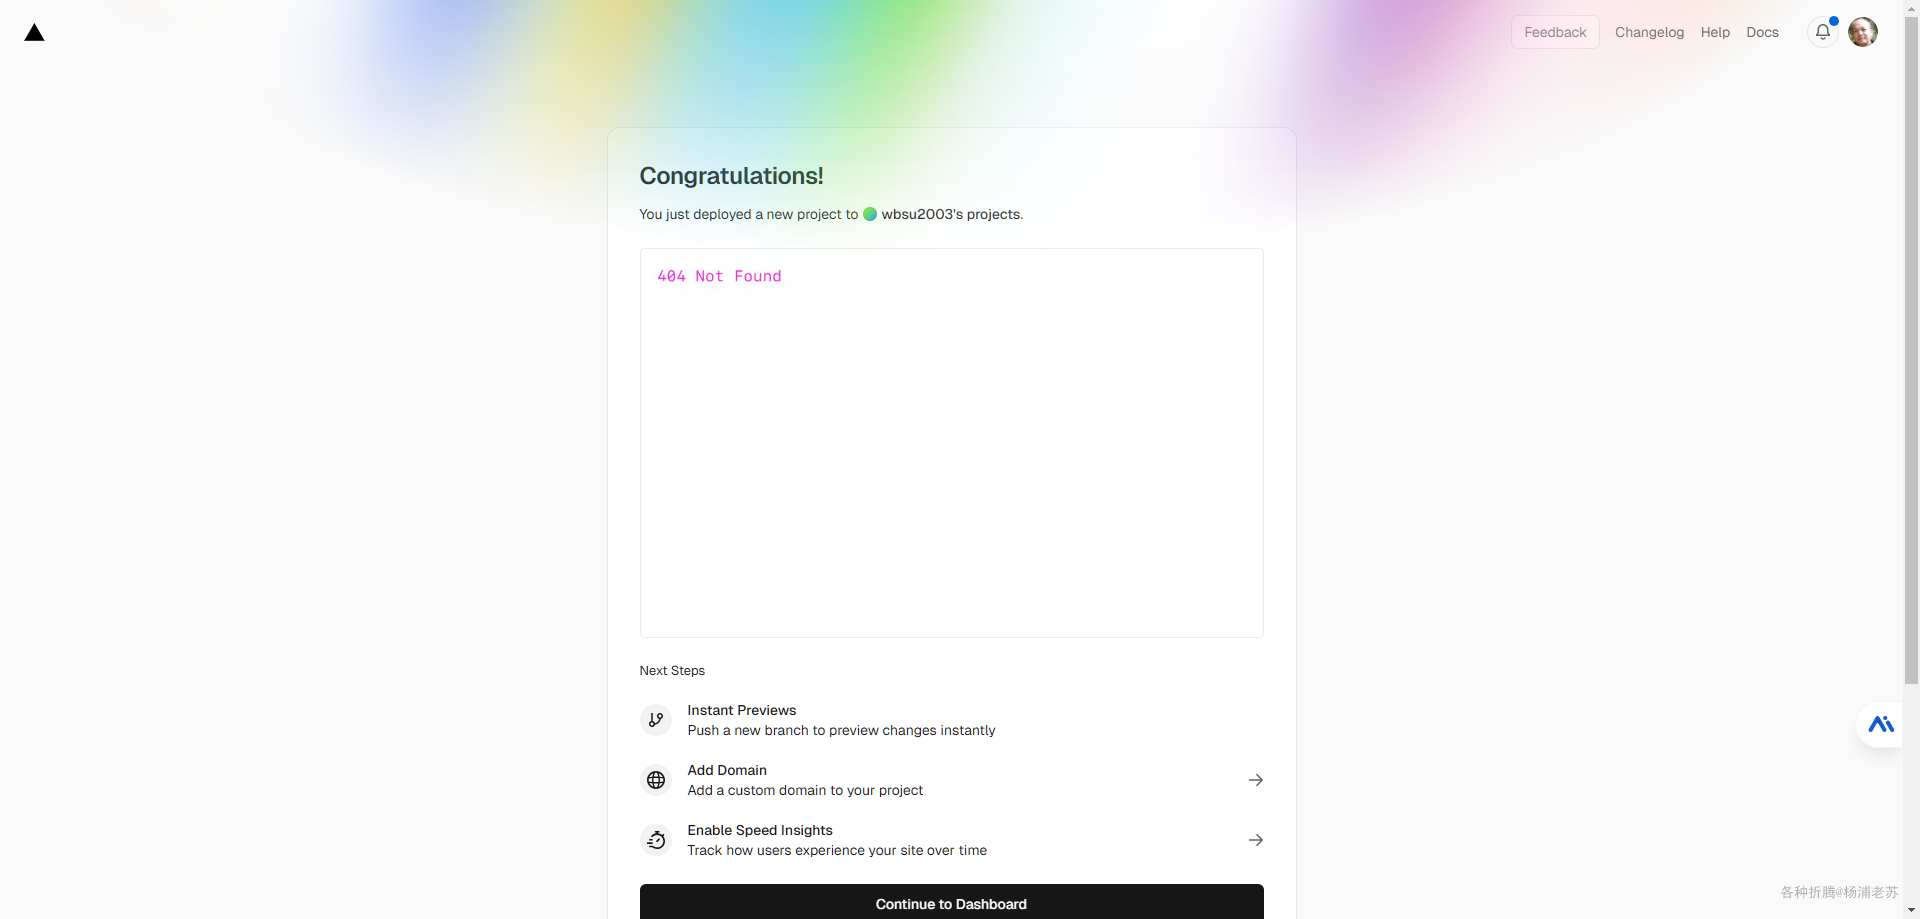 Feedback
Changelog
Help
Docs
Congratulations!
You just deployed a new project to wbsu2003's projects.
404 Not Found
Next Steps
Instant Previews
Push a new branch to preview changes instantly
Add Domain
Add a custom domain to your project
Enable Speed Insights
Track how users experience your site over time
Continue to Dashboard
各种折腾@杨浦老苏